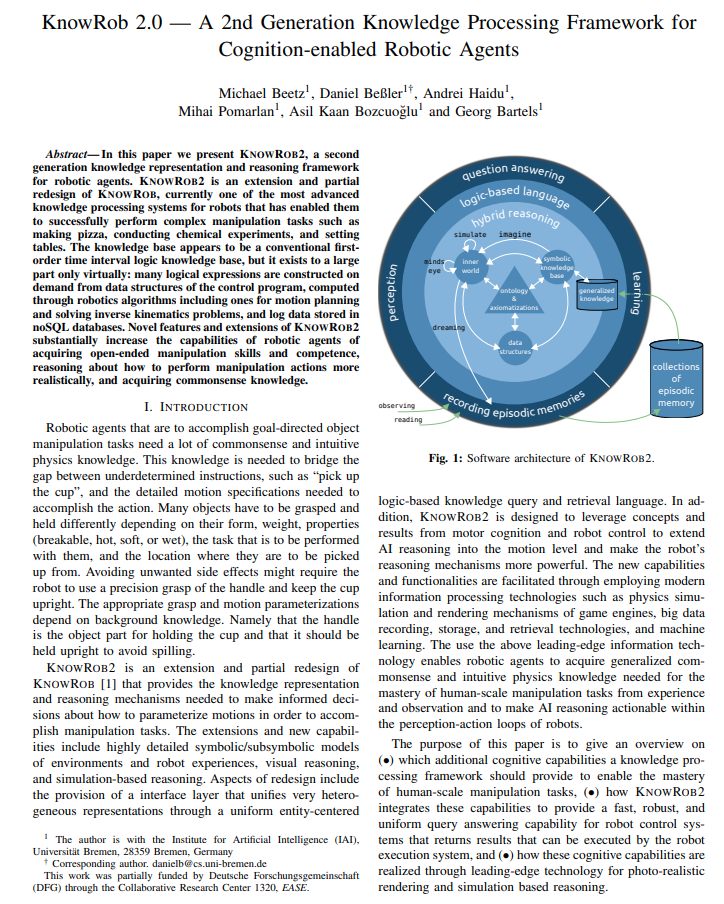 KnowRob 2.0 — A 2nd Generation Knowledge Processing Framework for
Cognition-enabled Robotic Agents
Michael Beetz¹, Daniel Beßler¹†, Andrei Haidu¹,
Mihai Pomarlan¹, Asil Kaan Bozcuoğlu¹ and Georg Bartels¹
Abstract— In this paper we present KNOWROB2, a second
generation knowledge representation and reasoning framework
for robotic agents. KNOWROB2 is an extension and partial
redesign of KNOWROB, currently one of the most advanced
knowledge processing systems for robots that has enabled them
to successfully perform complex manipulation tasks such as
making pizza, conducting chemical experiments, and setting
tables. The knowledge base appears to be a conventional first-
order time interval logic knowledge base, but it exists to a large
part only virtually: many logical expressions are constructed on
demand from data structures of the control program, computed
through robotics algorithms including ones for motion planning
and solving inverse kinematics problems, and log data stored in
noSQL databases. Novel features and extensions of KNOWROB2
substantially increase the capabilities of robotic agents of
acquiring open-ended manipulation skills and competence,
reasoning about how to perform manipulation actions more
realistically, and acquiring commonsense knowledge.
I. INTRODUCTION
Robotic agents that are to accomplish goal-directed object
manipulation tasks need a lot of commonsense and intuitive
physics knowledge. This knowledge is needed to bridge the
gap between underdetermined instructions, such as “pick up
the cup”, and the detailed motion specifications needed to
accomplish the action. Many objects have to be grasped and
held differently depending on their form, weight, properties
(breakable, hot, soft, or wet), the task that is to be performed
with them, and the location where they are to be picked
up from. Avoiding unwanted side effects might require the
robot to use a precision grasp of the handle and keep the cup
upright. The appropriate grasp and motion parameterizations
depend on background knowledge. Namely that the handle
is the object part for holding the cup and that it should be
held upright to avoid spilling.
KNOWROB2 is an extension and partial redesign of
KNOWROB [1] that provides the knowledge representation
and reasoning mechanisms needed to make informed deci-
sions about how to parameterize motions in order to accom-
plish manipulation tasks. The extensions and new capabil-
ities include highly detailed symbolic/subsymbolic models
of environments and robot experiences, visual reasoning,
and simulation-based reasoning. Aspects of redesign include
the provision of a interface layer that unifies very hetero-
geneous representations through a uniform entity-centered
¹ The author is with the Institute for Artificial Intelligence (IAI),
Universität Bremen, 28359 Bremen, Germany
† Corresponding author. danielb@cs.uni-bremen.de
This work was partially funded by Deutsche Forschungsgemeinschaft
(DFG) through the Collaborative Research Center 1320, EASE.
question answering
logic-based language
hybrid reasoning
simulate
imagine
minds
eye
inner
world
symbolic
knowledge
base
perception
learning
generalized
knowledge
ontology
&
axiomatizations
dreaming
data
structures
collections
of
episodic
memory
recording episodic memories
observing
reading
Fig. 1: Software architecture of KNOWROB2.
logic-based knowledge query and retrieval language. In ad-
dition, KNOWROB2 is designed to leverage concepts and
results from motor cognition and robot control to extend
AI reasoning into the motion level and make the robot’s
reasoning mechanisms more powerful. The new capabilities
and functionalities are facilitated through employing modern
information processing technologies such as physics simu-
lation and rendering mechanisms of game engines, big data
recording, storage, and retrieval technologies, and machine
learning. The use the above leading-edge information tech-
nology enables robotic agents to acquire generalized com-
monsense and intuitive physics knowledge needed for the
mastery of human-scale manipulation tasks from experience
and observation and to make AI reasoning actionable within
the perception-action loops of robots.
The purpose of this paper is to give an overview on
(•) which additional cognitive capabilities a knowledge pro-
cessing framework should provide to enable the mastery
of human-scale manipulation tasks, (•) how KNOWROB2
integrates these capabilities to provide a fast, robust, and
uniform query answering capability for robot control sys-
tems that returns results that can be executed by the robot
execution system, and (•) how these cognitive capabilities are
realized through leading-edge technology for photo-realistic
rendering and simulation based reasoning.